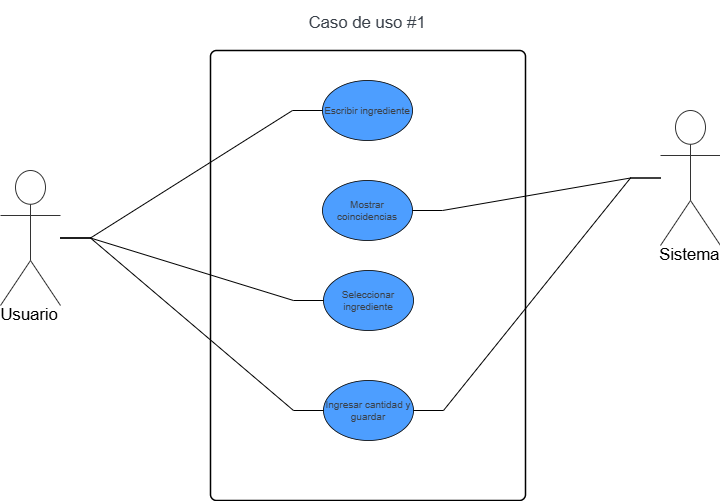 Caso de uso #1
Escribir ingrediente
Mostrar
coincidencias
Sistema
Seleccionar
ingrediente
Usuario
Ingresar cantidad y
guardar